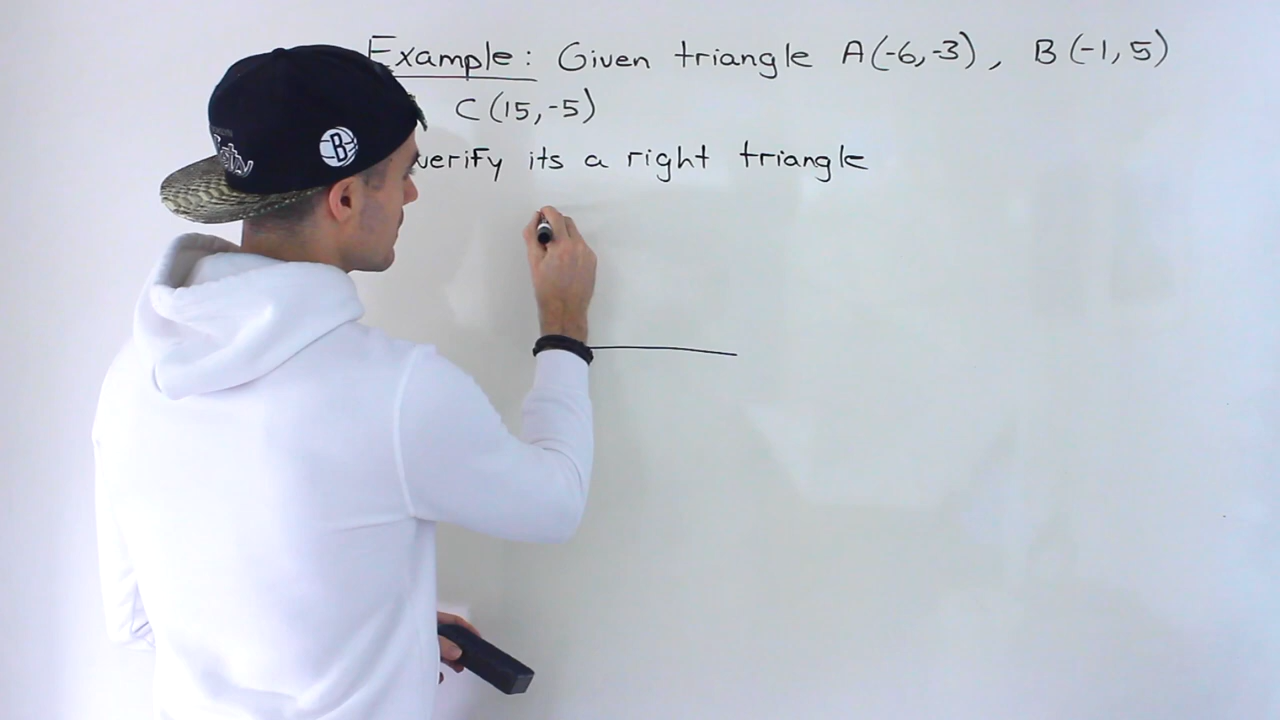 Example: Given triangle A(-6,-3), B(-1,5)
C(15,-5)
verify its a right triangle
B